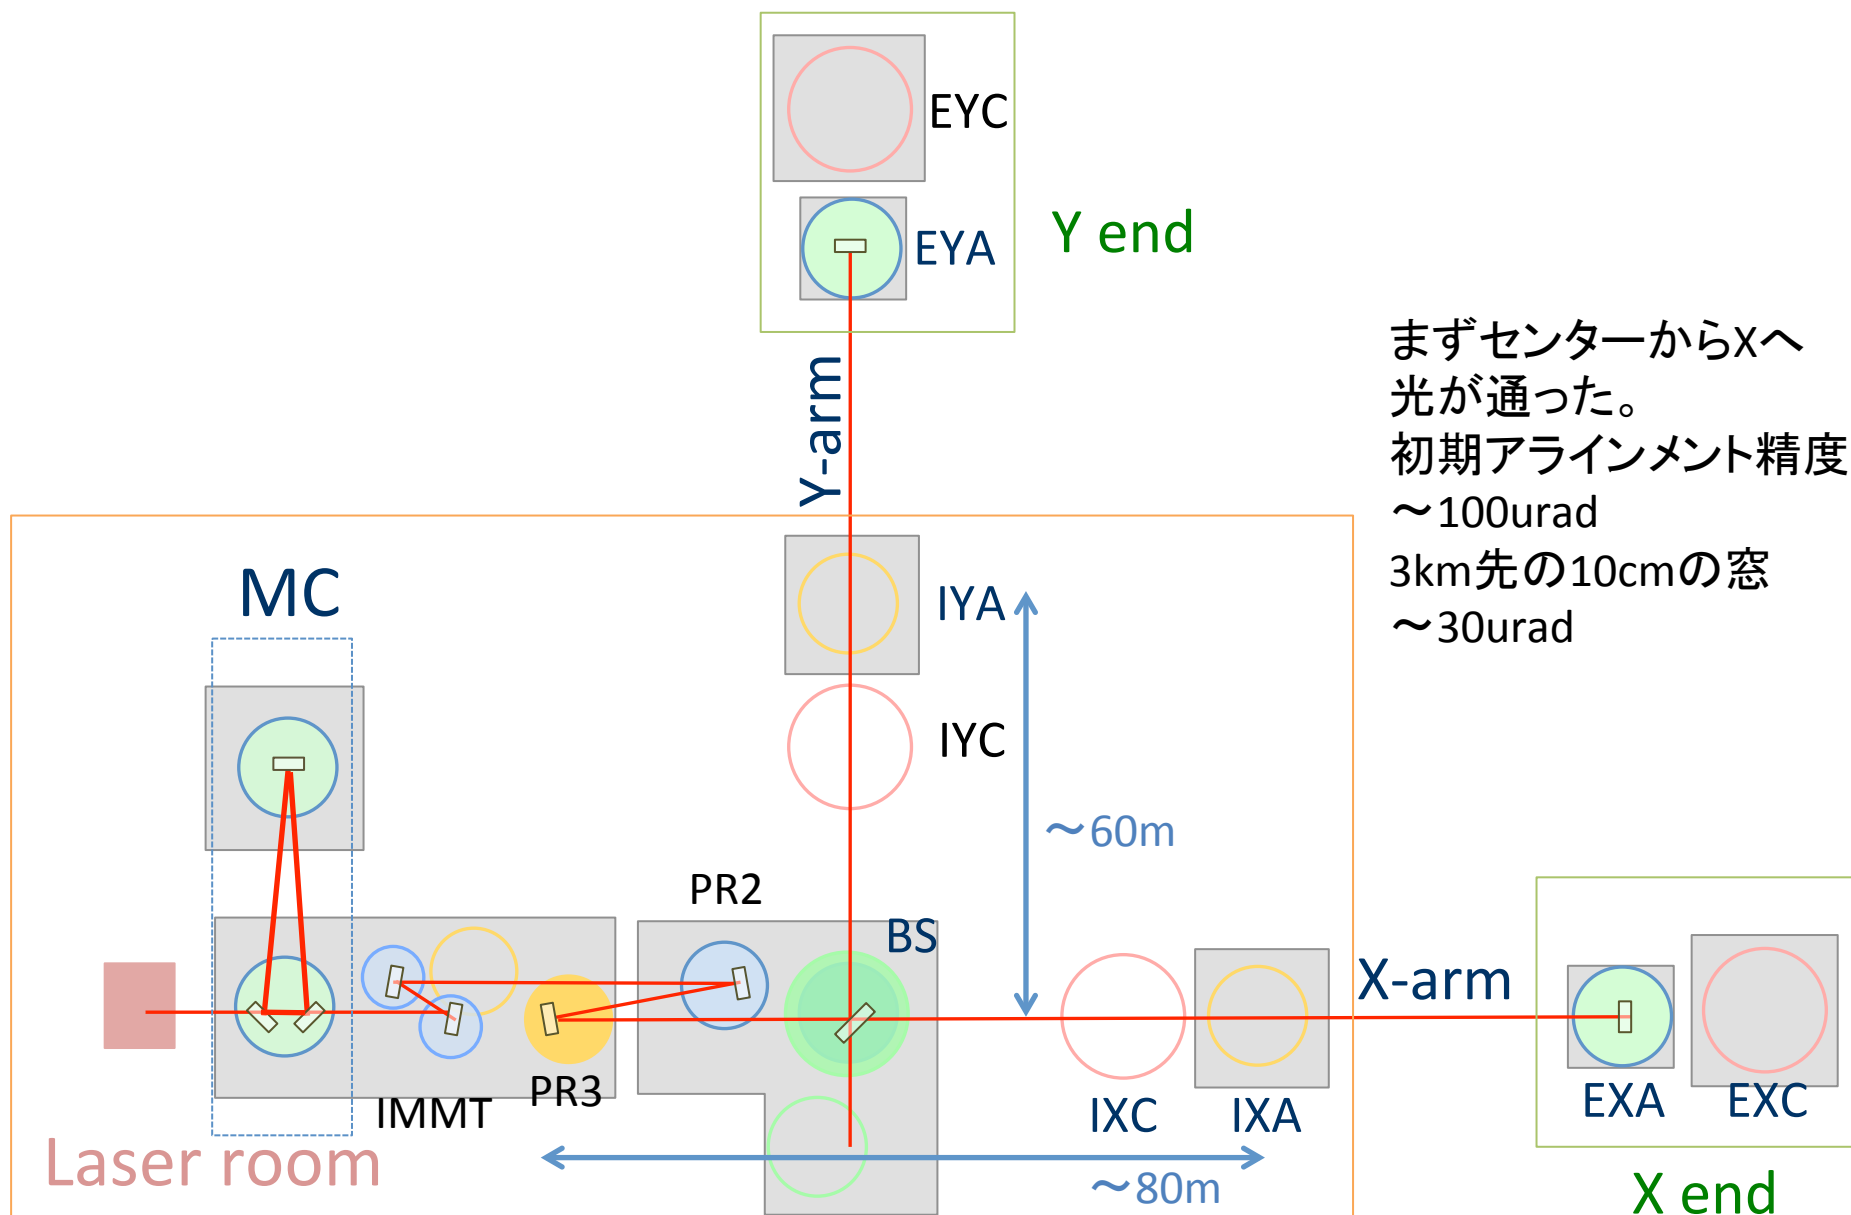 EYC
EYA
Y end
まずセンターからXへ
光が通った。
初期アラインメント精度
～100urad
3km先の10cmの窓
～30urad
Y-arm
MC
IYA
IYC
～60m
PR2
BS
X-arm
PR3
IMMT
IXC
IXA
EXA
EXC
Laser room
～80m
X end